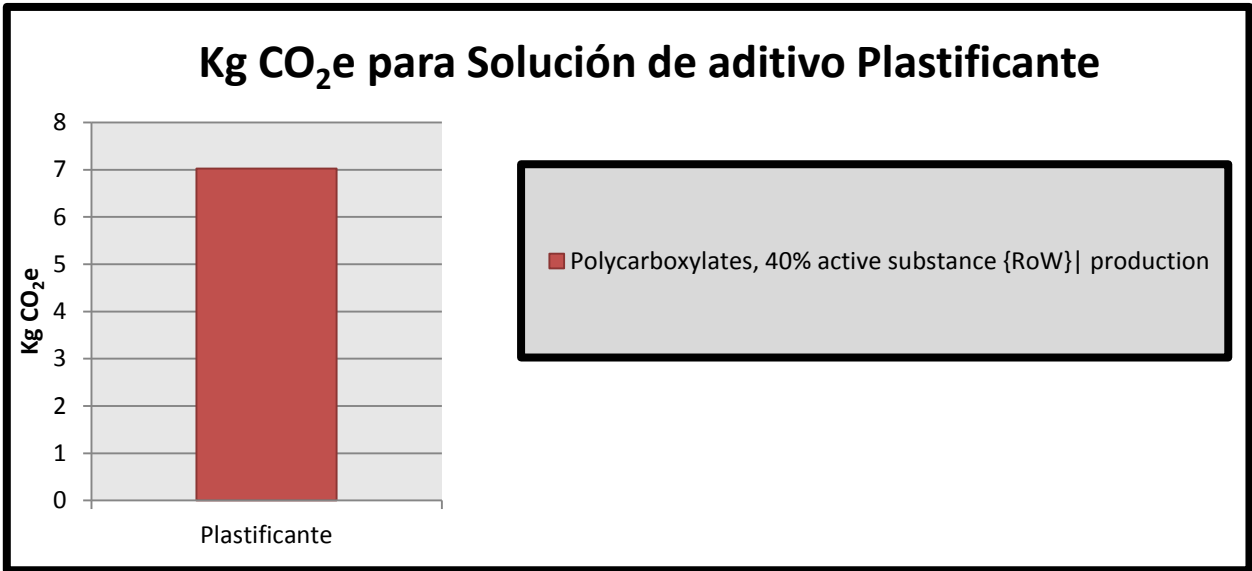 Kg CO₂e para Solución de aditivo Plastificante
8
7
6
5
4
3
2
1
0
Kg CO₂e
Plastificante
Polycarboxylates, 40% active substance {RoW}| production